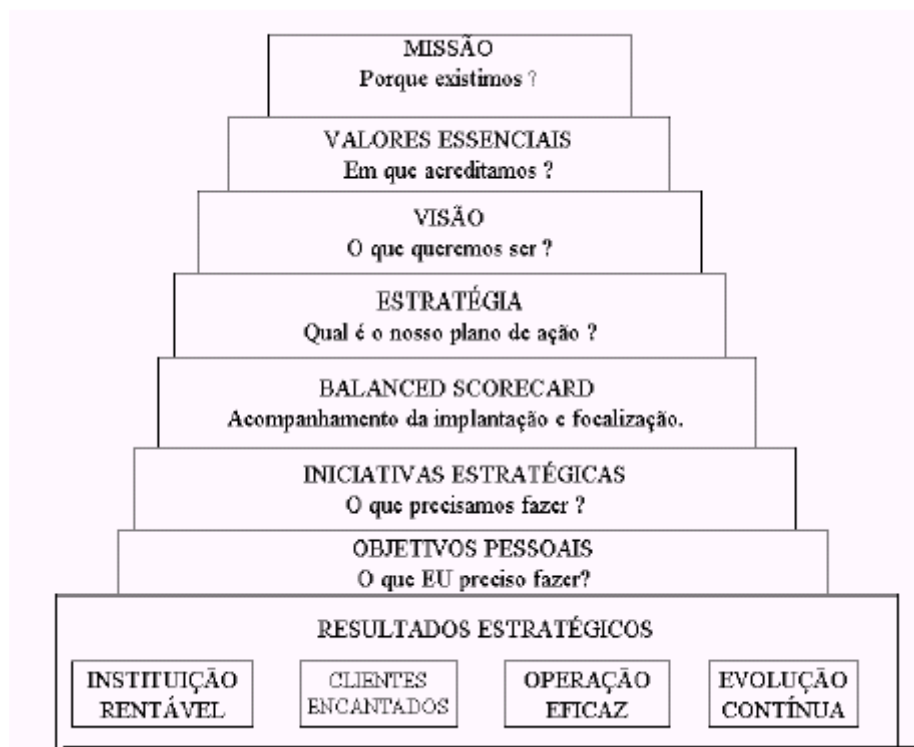 MISSÃO
Porque existimos ?
VALORES ESSENCIAIS
Em que acreditamos ?
VISÃO
O que queremos ser ?
ESTRATÉGIA
Qual é o nosso plano de ação ?
BALANCED SCORECARD
Acompanhamento da implantação e focalização.
INICIATIVAS ESTRATÉGICAS
O que precisamos fazer ?
OBJETIVOS PESSOAIS
O que EU preciso fazer?
RESULTADOS ESTRATÉGICOS
INSTITUIÇÃO
RENTÁVEL
CLIENTES
ENCANTADOS
OPERAÇÃO
EFICAZ
EVOLUÇÃO
CONTÍNUA